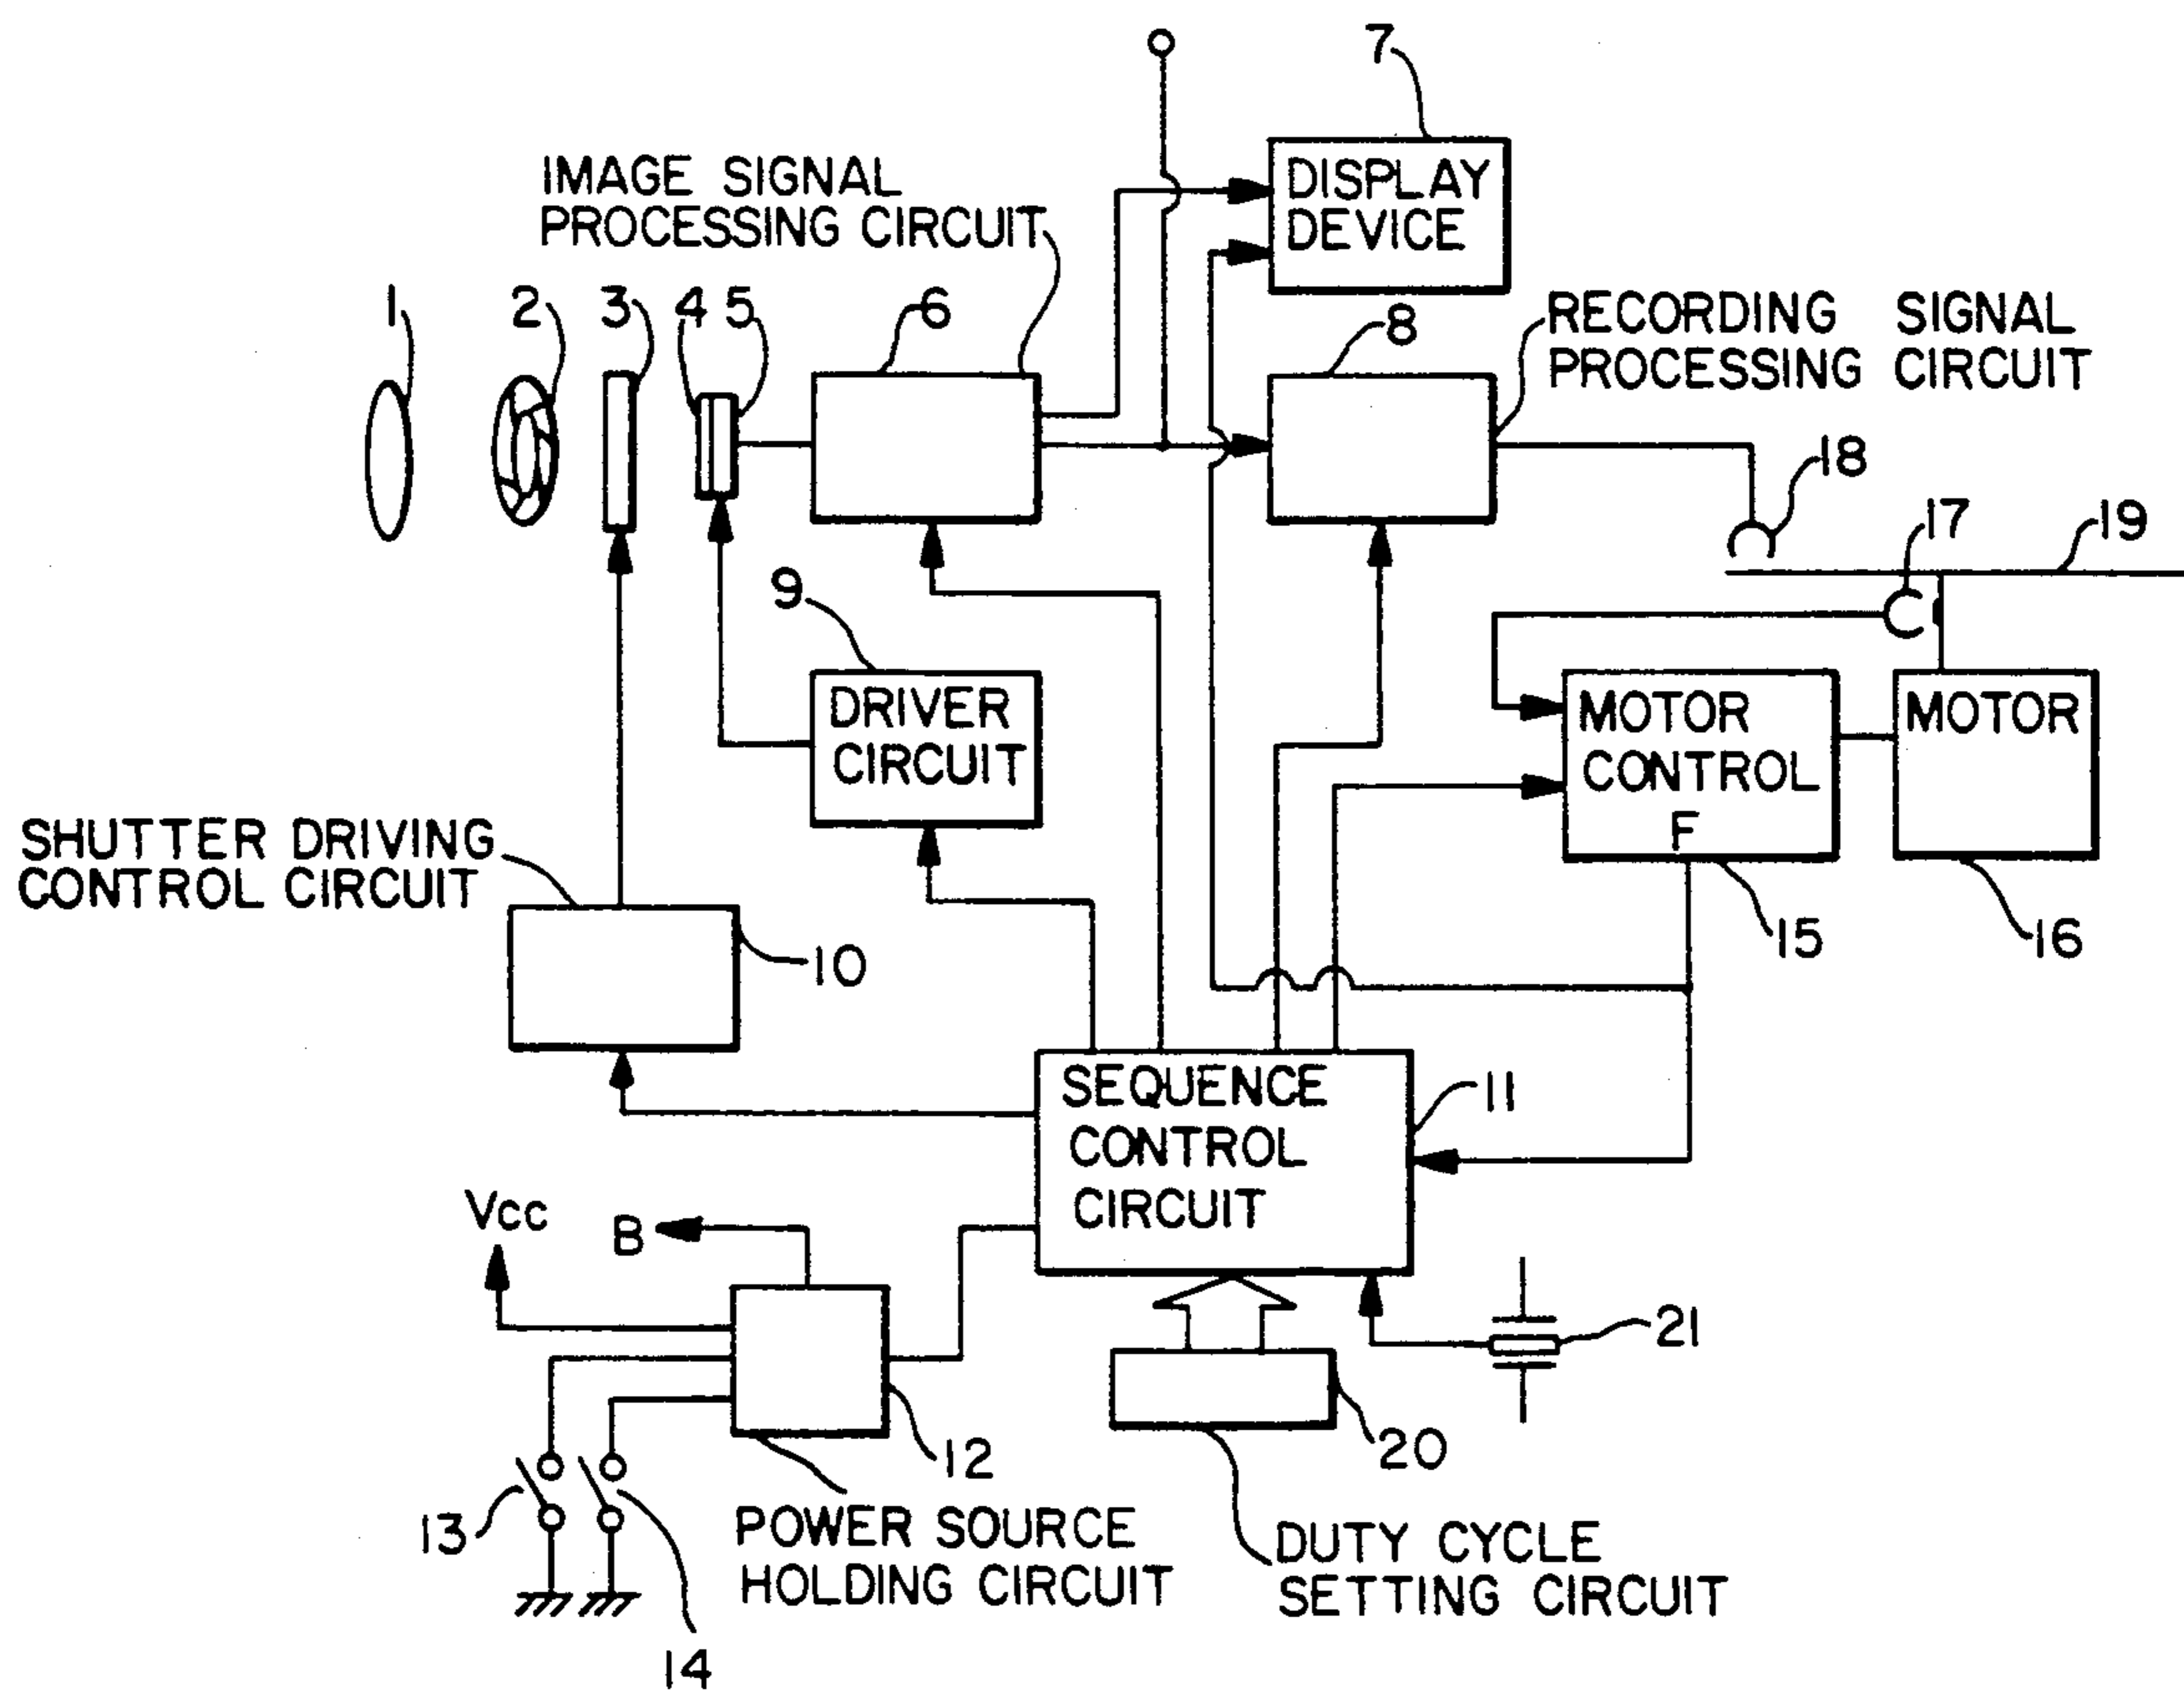 7
IMAGE SIGNAL
PROCESSING CIRCUIT
DISPLAY
DEVICE
1
2
3
4
5
6
8
RECORDING SIGNAL
PROCESSING CIRCUIT
18
17
19
9
DRIVER
CIRCUIT
MOTOR
CONTROL
F
MOTOR
15
16
SHUTTER DRIVING
CONTROL CIRCUIT
10
SEQUENCE
CONTROL
CIRCUIT
11
Vcc
B
12
13
14
POWER SOURCE
HOLDING CIRCUIT
20
21
DUTY CYCLE
SETTING CIRCUIT